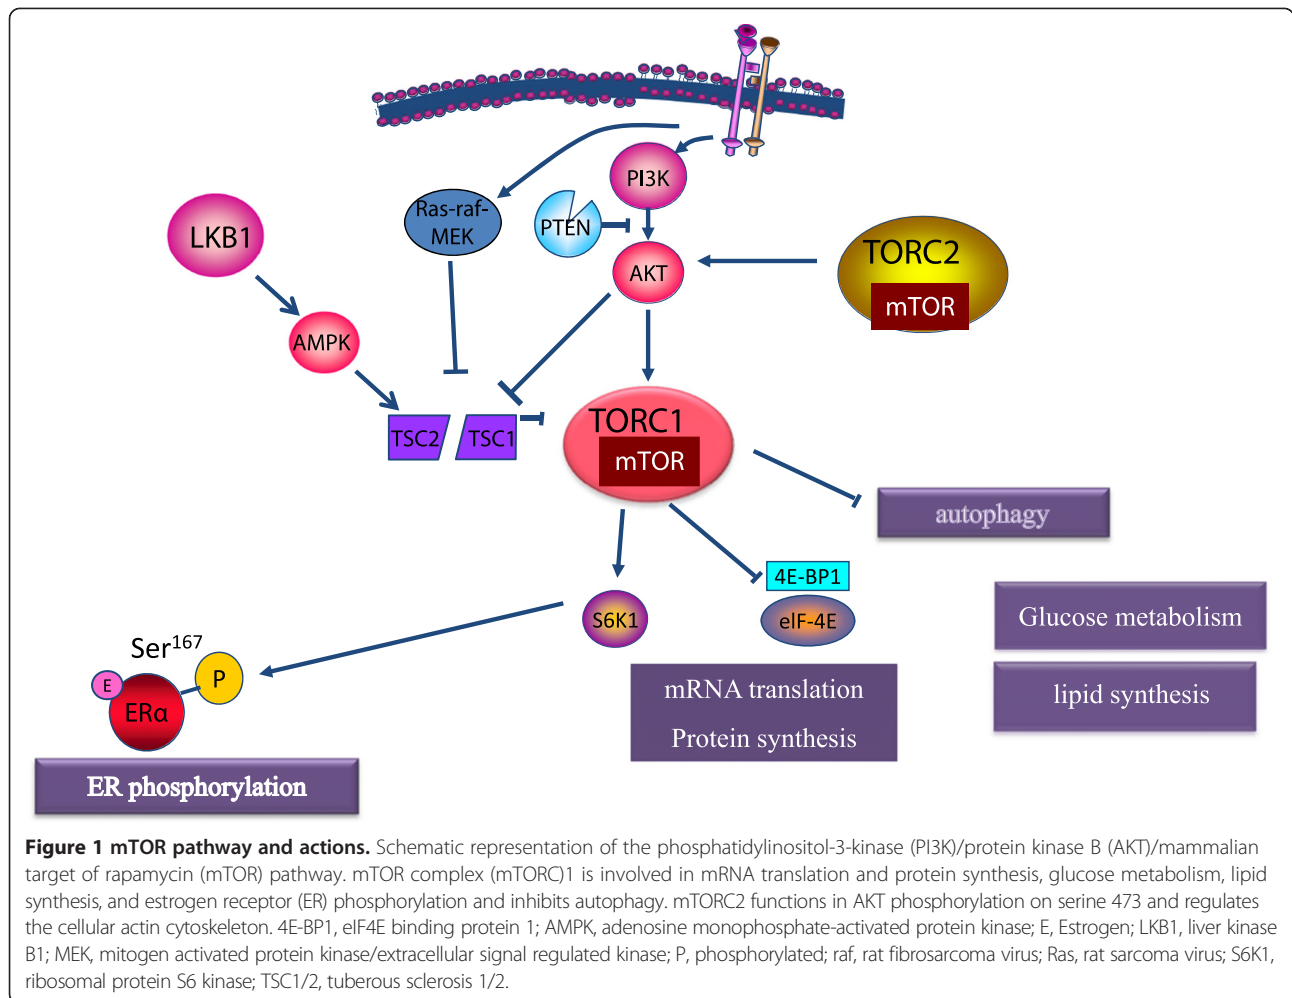 PI3K
Ras-raf-
MEK
PTEN
LKB1
TORC2
mTOR
AKT
AMPK
TSC2
TSC1
TORC1
mTOR
autophagy
4E-BP1
eIF-4E
S6K1
Glucose metabolism
lipid synthesis
Ser167
P
E
ERα
mRNA translation
Protein synthesis
ER phosphorylation
Figure 1 mTOR pathway and actions. Schematic representation of the phosphatidylinositol-3-kinase (PI3K)/protein kinase B (AKT)/mammalian
target of rapamycin (mTOR) pathway. mTOR complex (mTORC)1 is involved in mRNA translation and protein synthesis, glucose metabolism, lipid
synthesis, and estrogen receptor (ER) phosphorylation and inhibits autophagy. mTORC2 functions in AKT phosphorylation on serine 473 and regulates
the cellular actin cytoskeleton. 4E-BP1, eIF4E binding protein 1; AMPK, adenosine monophosphate-activated protein kinase; E, Estrogen; LKB1, liver kinase
B1; MEK, mitogen activated protein kinase/extracellular signal regulated kinase; P, phosphorylated; raf, rat fibrosarcoma virus; Ras, rat sarcoma virus; S6K1,
ribosomal protein S6 kinase; TSC1/2, tuberous sclerosis 1/2.